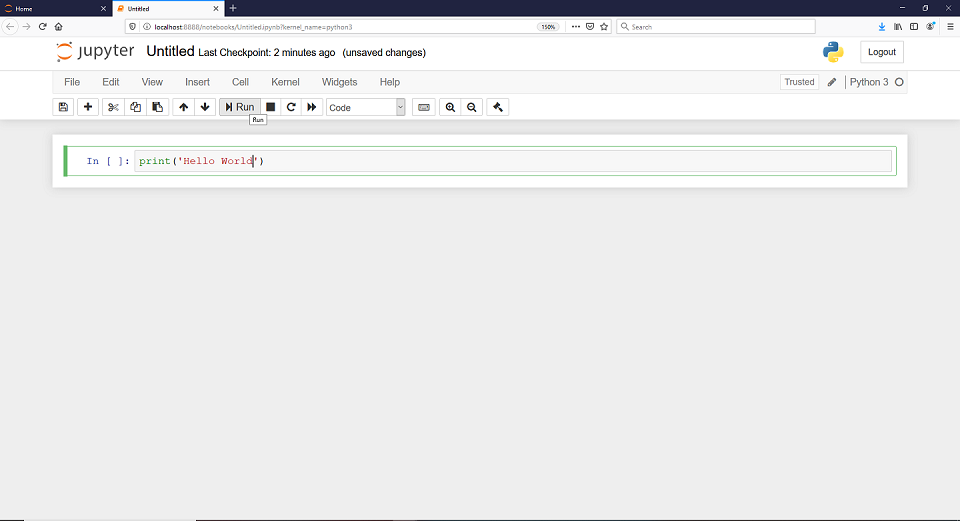 Home
Untitled
localhost:8888/notebooks/Untitled.ipynb?kernel_name=python3
150%
Search
jupyter Untitled Last Checkpoint: 2 minutes ago (unsaved changes)
Logout
File Edit View Insert Cell Kernel Widgets Help
Trusted
Python 3
Run
Code
Run
In [ ]: print('Hello World')